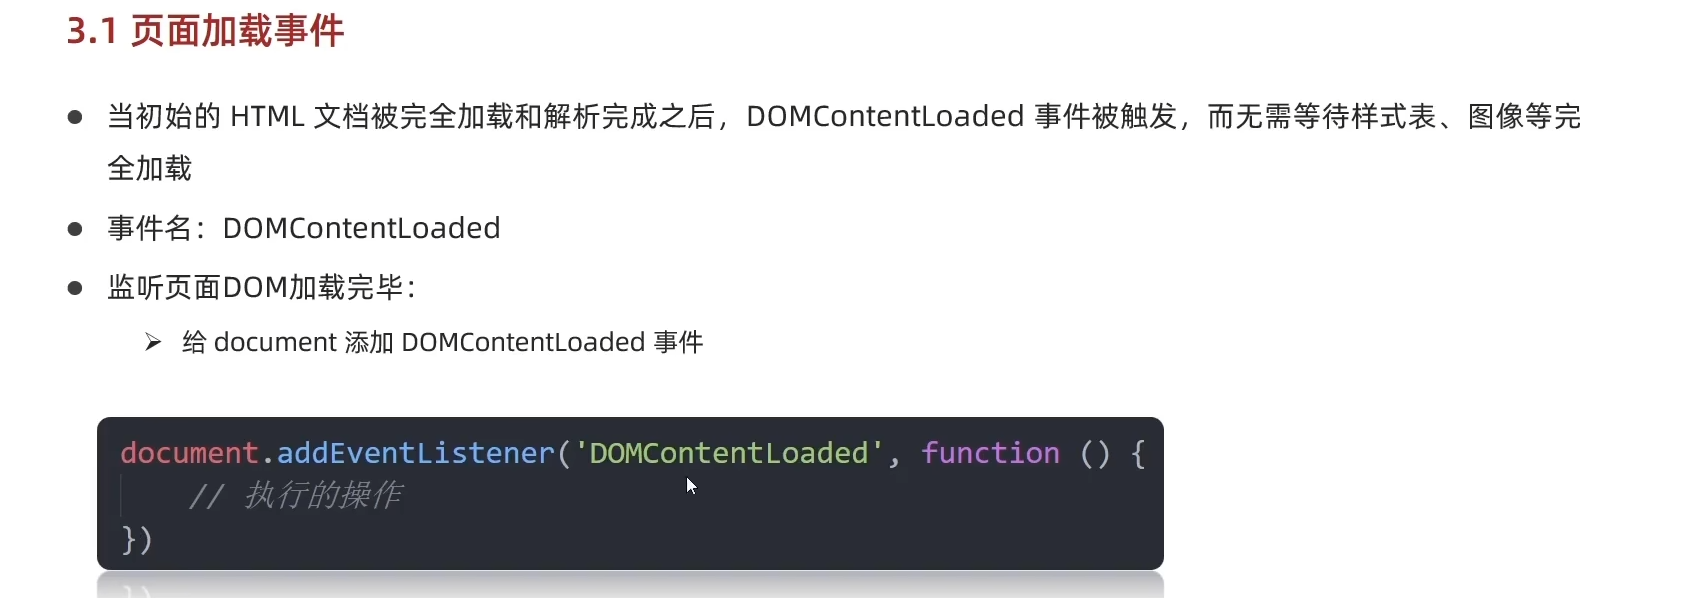 3.1 页面加载事件
当初始的 HTML 文档被完全加载和解析完成之后，DOMContentLoaded 事件被触发，而无需等待样式表、图像等完
全加载
事件名：DOMContentLoaded
监听页面DOM加载完毕：
给 document 添加 DOMContentLoaded 事件
document.addEventListener('DOMContentLoaded', function () {
// 执行的操作
})